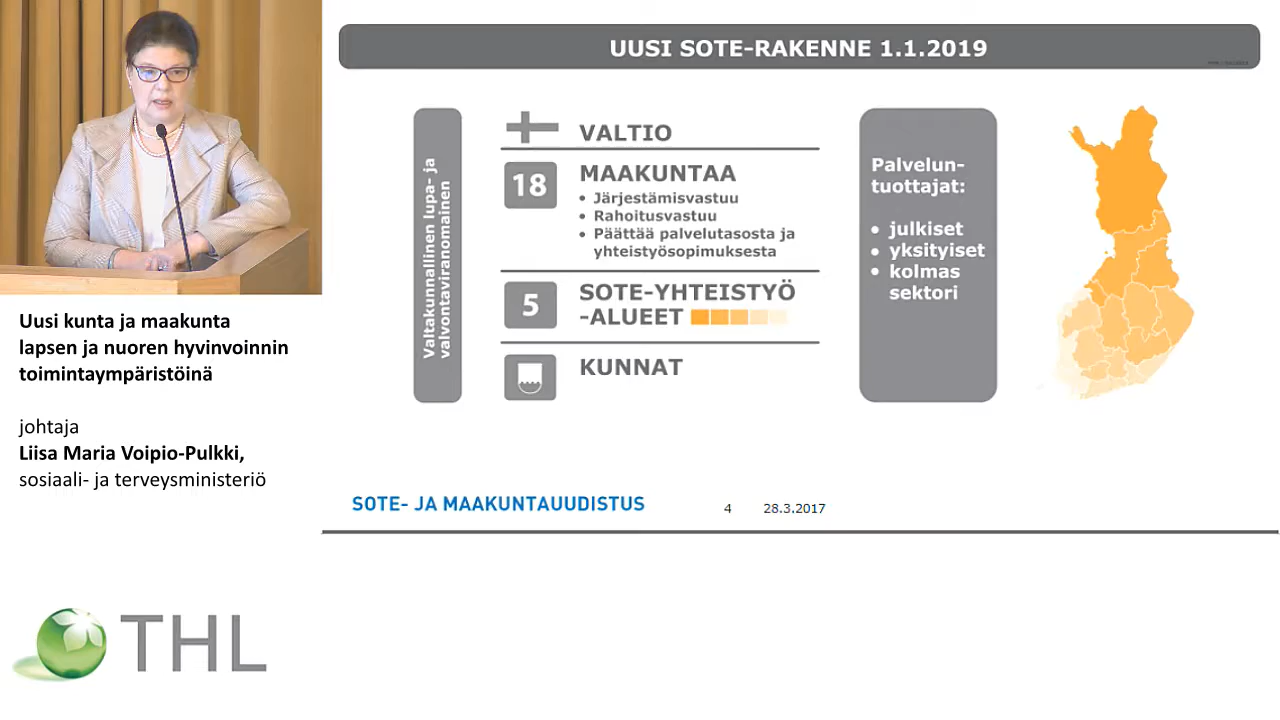 UUSI SOTE-RAKENNE 1.1.2019
Valtakunnallinen lupa- ja
valvontaviranomainen
VALTIO
18
MAAKUNTAA
• Järjestämisvastuu
• Rahoitusvastuu
• Päättää palvelutasosta ja
yhteistyösopimuksesta
5
SOTE-YHTEISTYÖ
-ALUEET
KUNNAT
Palvelun-
tuottajat:
• julkiset
• yksityiset
• kolmas
sektori
Uusi kunta ja maakunta
lapsen ja nuoren hyvinvoinnin
toimintaympäristöinä
johtaja
Liisa Maria Voipio-Pulkki,
sosiaali- ja terveysministeriö
SOTE- JA MAAKUNTAUUDISTUS
4
28.3.2017
THL